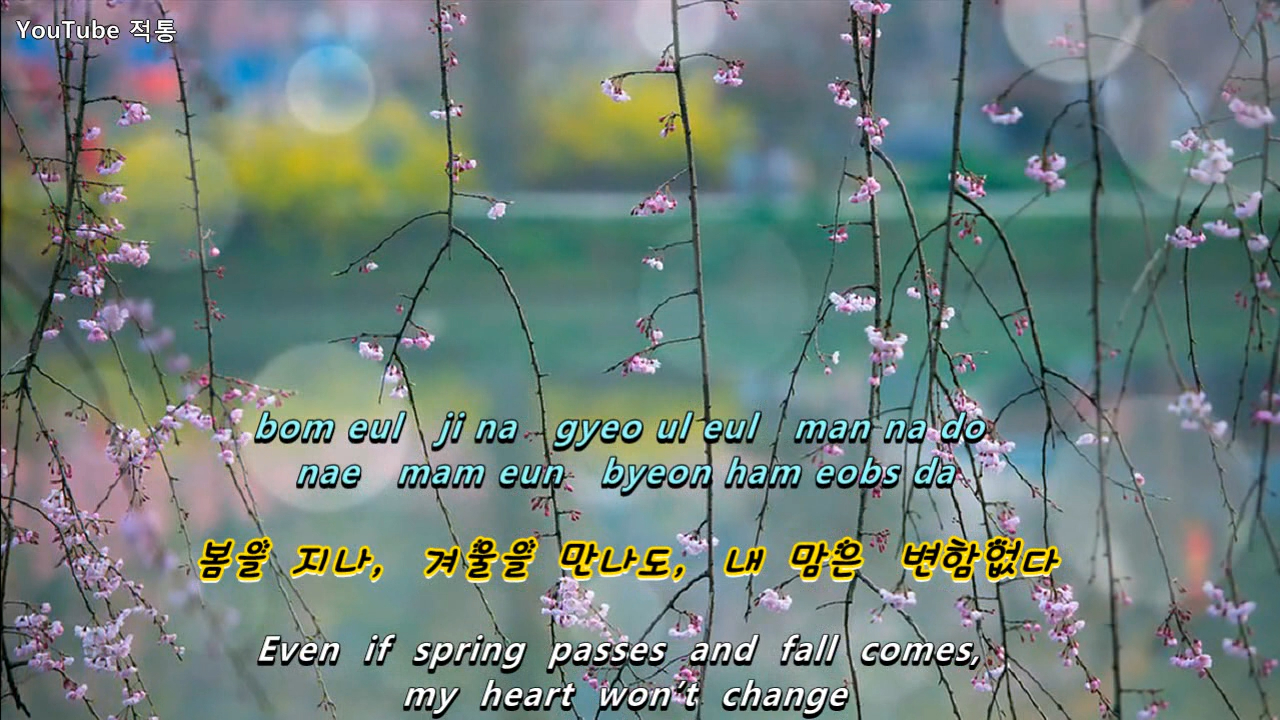 YouTube 적통
bom eul ji na gyeo ul eul man na do
nae mam eun byeon ham eobs da
봄을 지나, 겨울을 만나도, 내 맘은 변함없다
Even if spring passes and fall comes,
my heart won't change